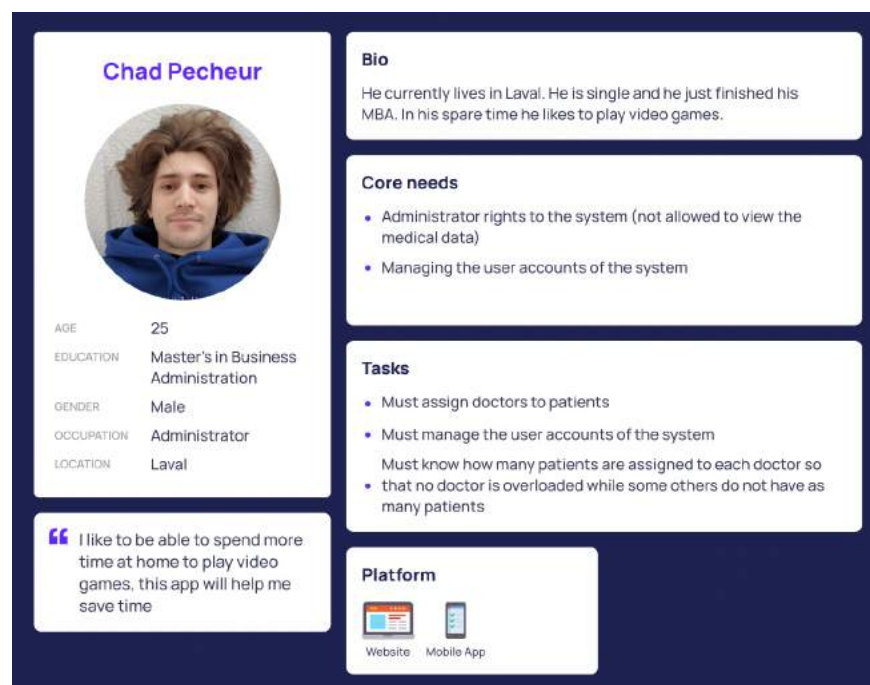 Chad Pecheur
AGE 25
EDUCATION Master's in Business
Administration
GENDER Male
OCCUPATION Administrator
LOCATION Laval
I like to be able to spend more
time at home to play video
games, this app will help me
save time
Bio
He currently lives in Laval. He is single and he just finished his
MBA. In his spare time he likes to play video games.
Core needs
Administrator rights to the system (not allowed to view the
medical data)
Managing the user accounts of the system
Tasks
Must assign doctors to patients
Must manage the user accounts of the system
Must know how many patients are assigned to each doctor so
that no doctor is overloaded while some others do not have as
many patients
Platform
Website Mobile App